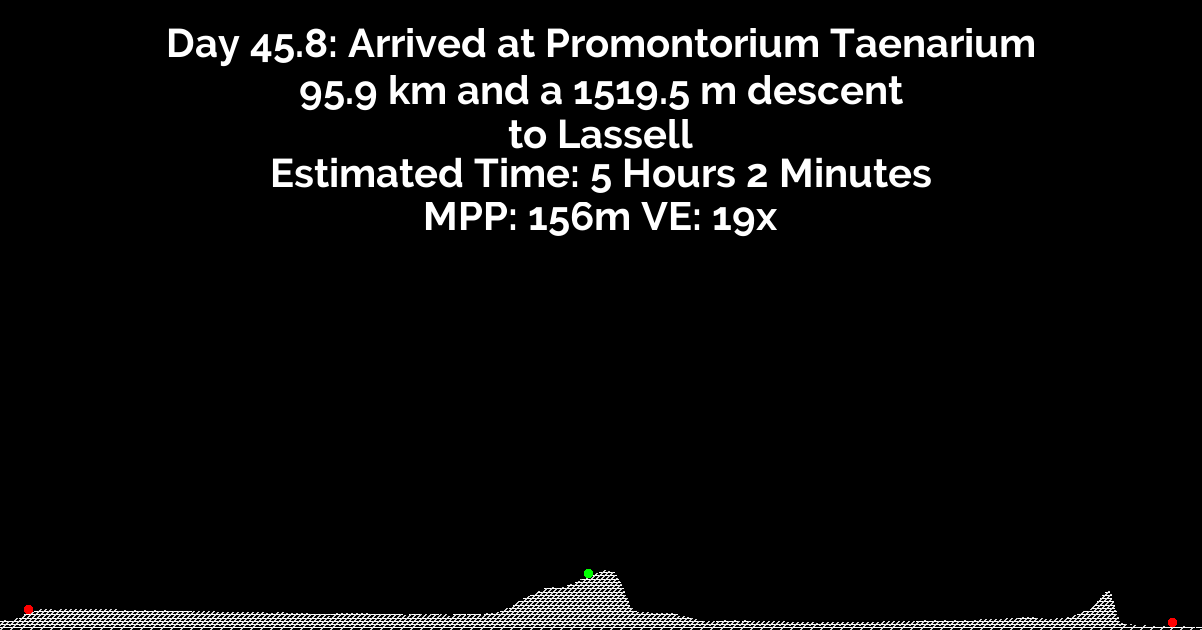 Day 45.8: Arrived at Promontorium Taenarium
95.9 km and a 1519.5 m descent
to Lassell
Estimated Time: 5 Hours 2 Minutes
MPP: 156m VE: 19x